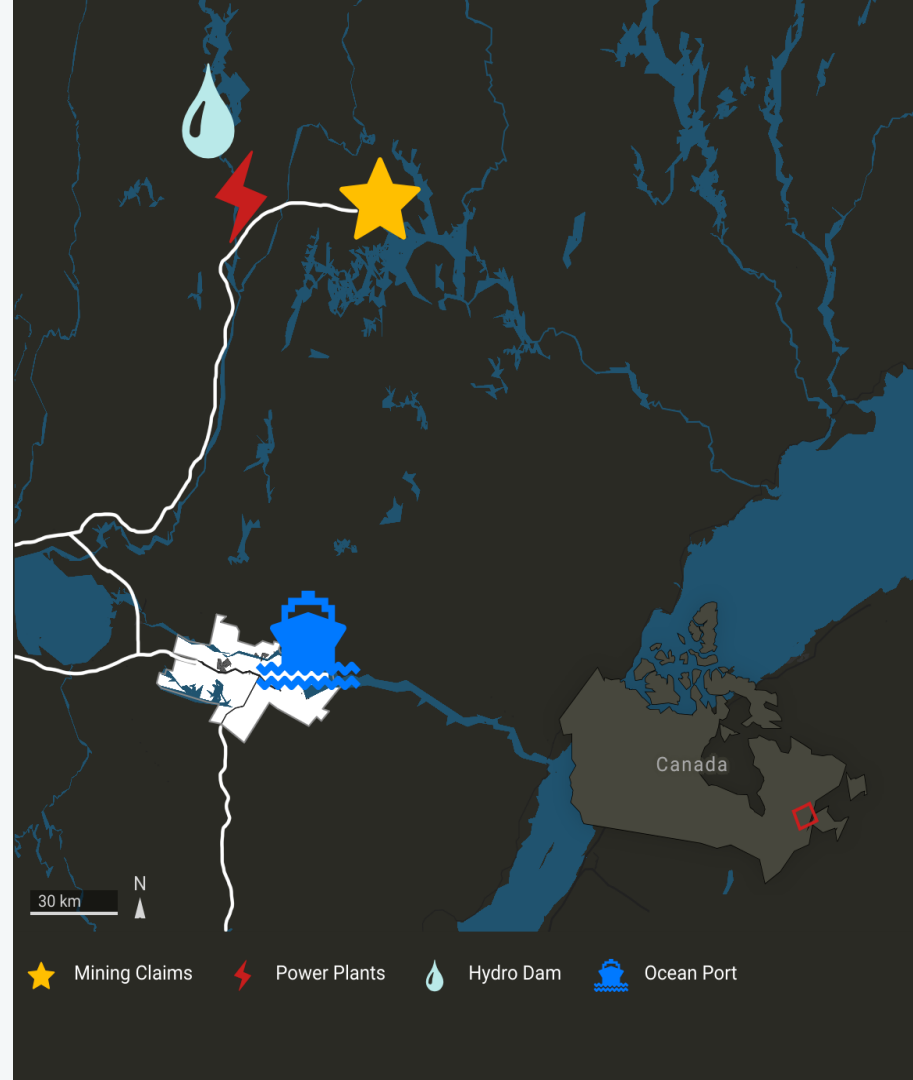 Canada
30 km
N
Mining Claims
Power Plants
Hydro Dam
Ocean Port